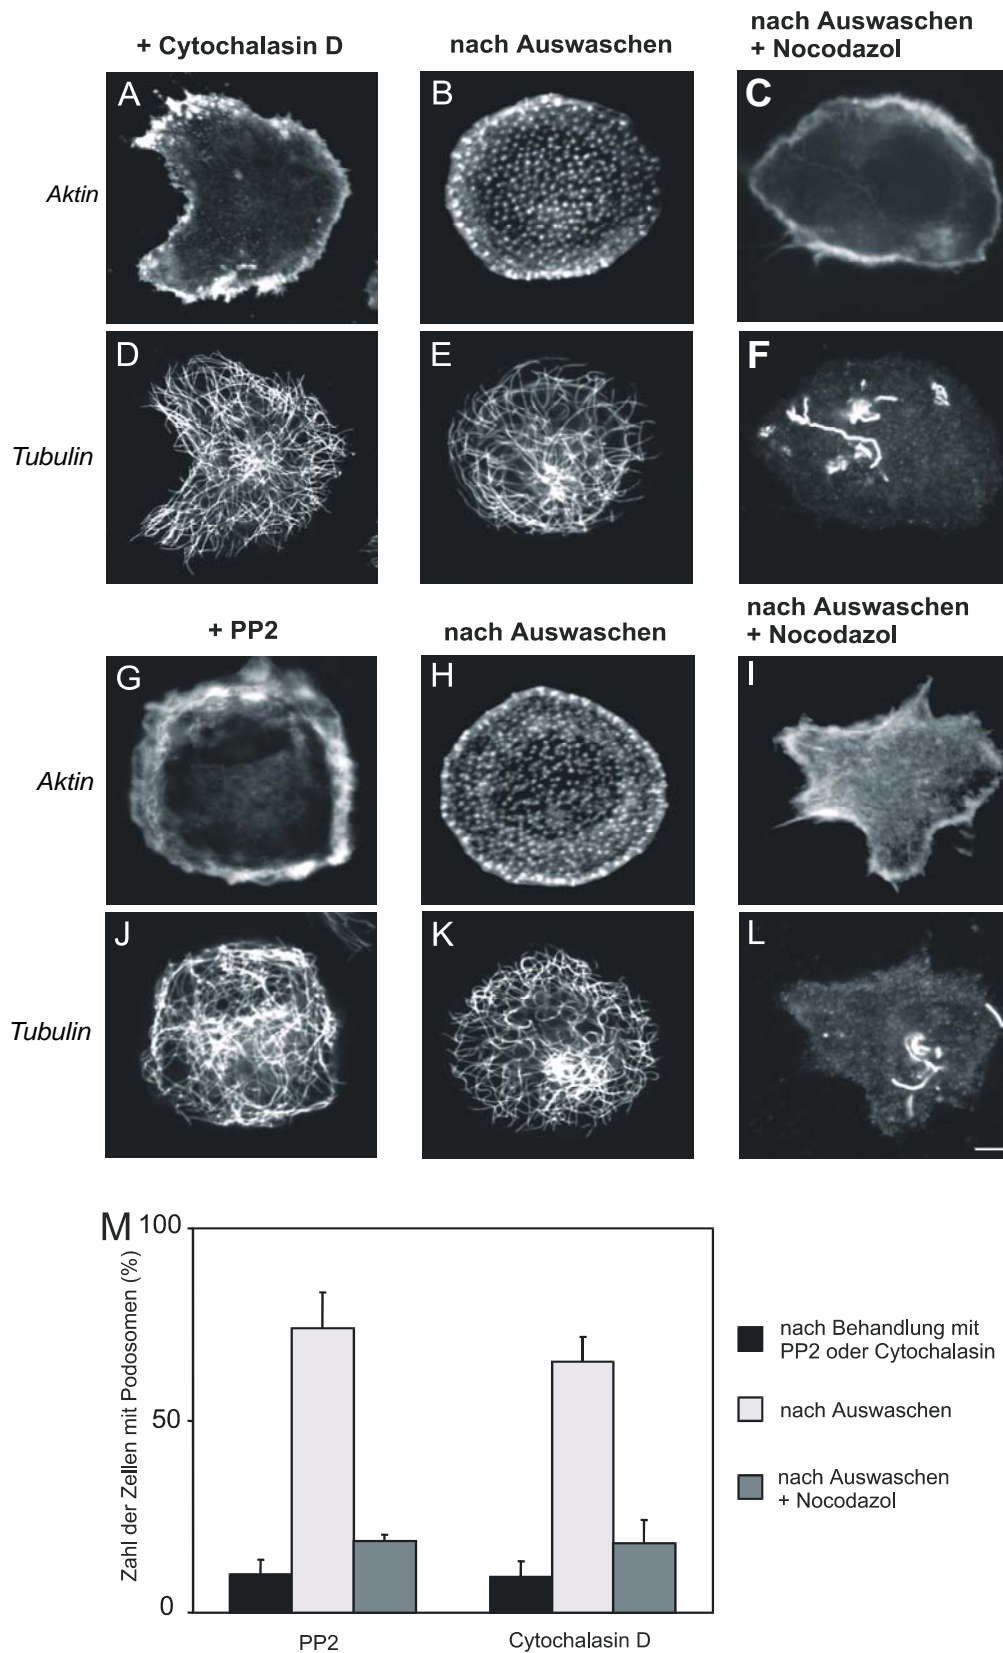 + Cytochalasin D
nach Auswaschen
nach Auswaschen
+ Nocodazol
A
B
C
Aktin
D
E
F
Tubulin
+ PP2
nach Auswaschen
nach Auswaschen
+ Nocodazol
G
H
I
Aktin
J
K
L
Tubulin
M
100
50
0
Zahl der Zellen mit Podosomen (%)
PP2
Cytochalasin D
nach Behandlung mit
PP2 oder Cytochalasin
nach Auswaschen
nach Auswaschen
+ Nocodazol